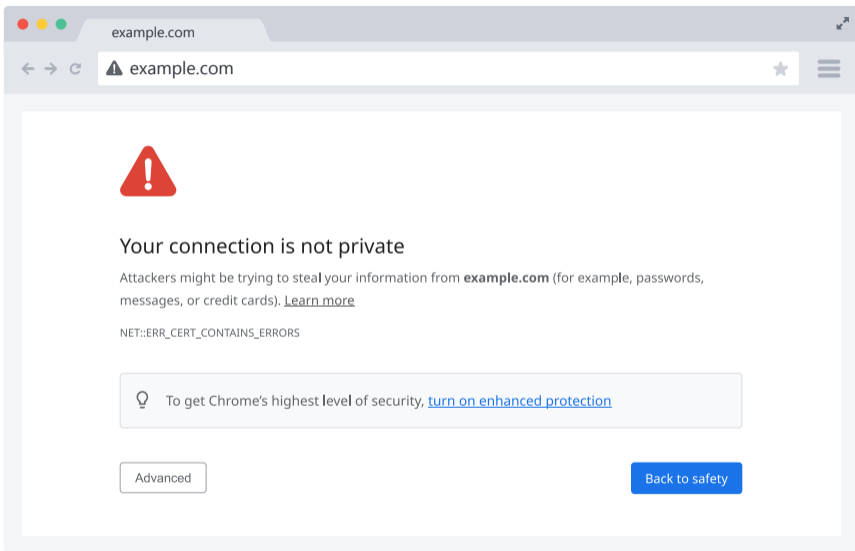 example.com
example.com
Your connection is not private
Attackers might be trying to steal your information from example.com (for example, passwords,
messages, or credit cards). Learn more
NET::ERR_CERT_CONTAINS_ERRORS
To get Chrome’s highest level of security, turn on enhanced protection
Advanced
Back to safety